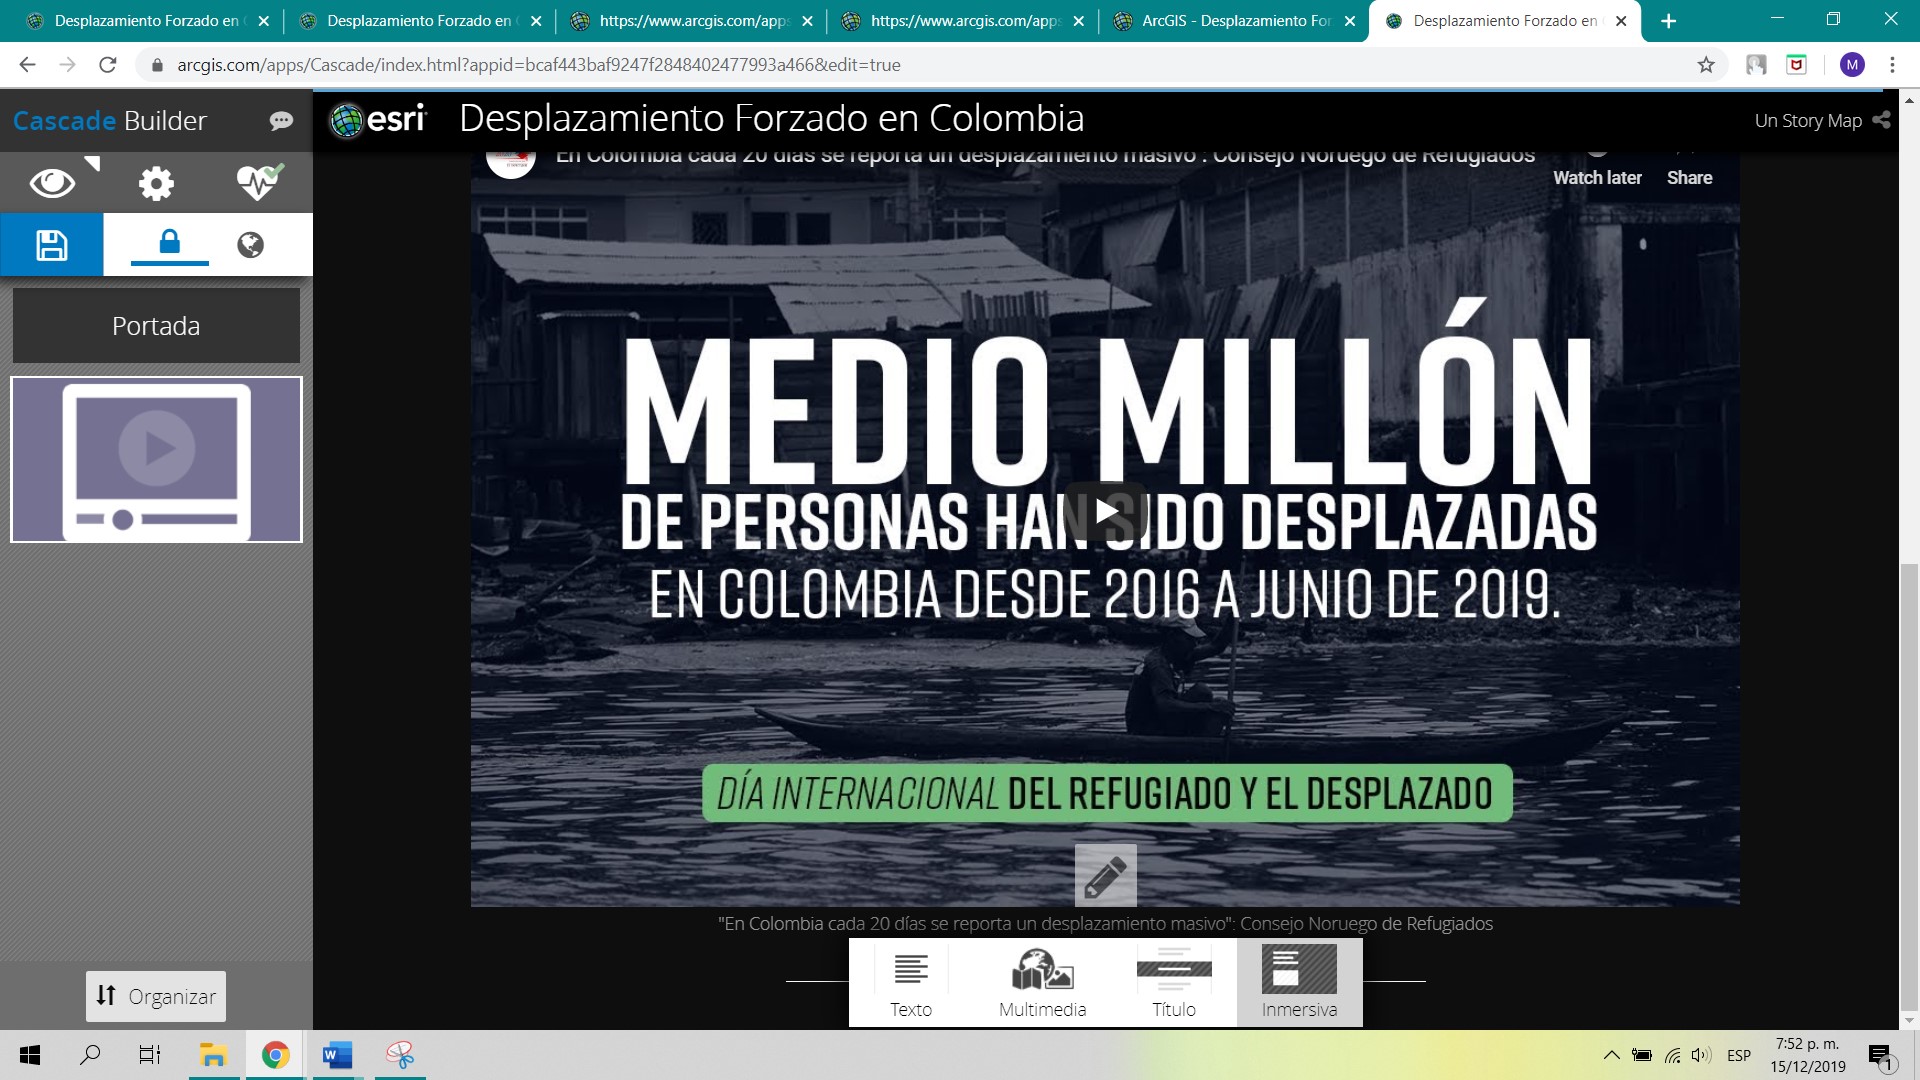 Desplazamiento Forzado en
Desplazamiento Forzado en
https://www.arcgis.com/apps
https://www.arcgis.com/apps
ArcGIS - Desplazamiento For
Desplazamiento Forzado en
arcgis.com/apps/Cascade/index.html?appid=bcaf443baf9247f2848402477993a466&edit=true
M
Cascade Builder
esri
Desplazamiento Forzado en Colombia
Un Story Map
En Colombia cada 20 días se reporta un desplazamiento masivo : Consejo Noruego de Refugiados
Watch later
Share
Portada
MEDIO MILLÓN
DE PERSONAS HAN SIDO DESPLAZADAS
EN COLOMBIA DESDE 2016 A JUNIO DE 2019.
DÍA INTERNACIONAL DEL REFUGIADO Y EL DESPLAZADO
"En Colombia cada 20 días se reporta un desplazamiento masivo": Consejo Noruego de Refugiados
Texto
Multimedia
Título
Inmersiva
Organizar
W
ESP
7:52 p. m.
15/12/2019
1